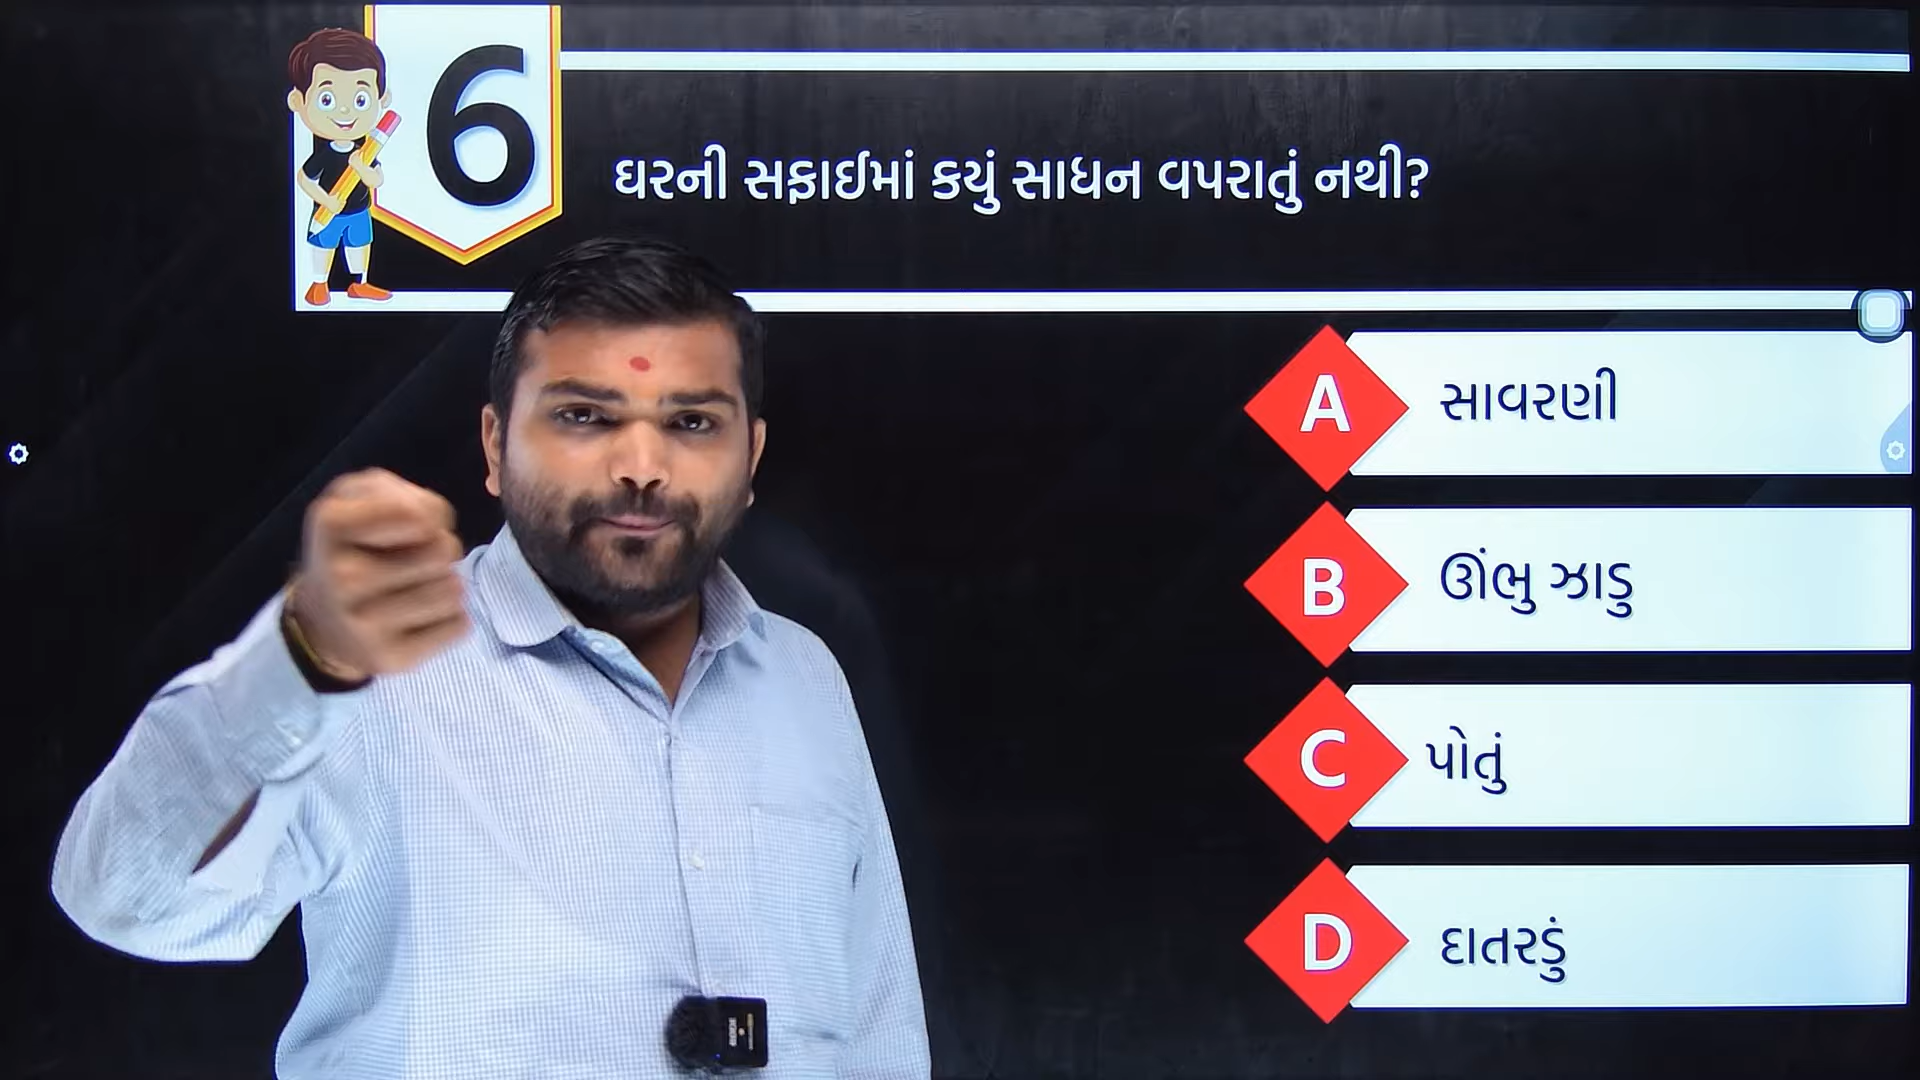 6
ઘરની સફાઈમાં કયું સાધન વપરાતું નથી?
A સાવરણી
B ઊંભુ ઝાડુ
C પોતું
D દાતરડું